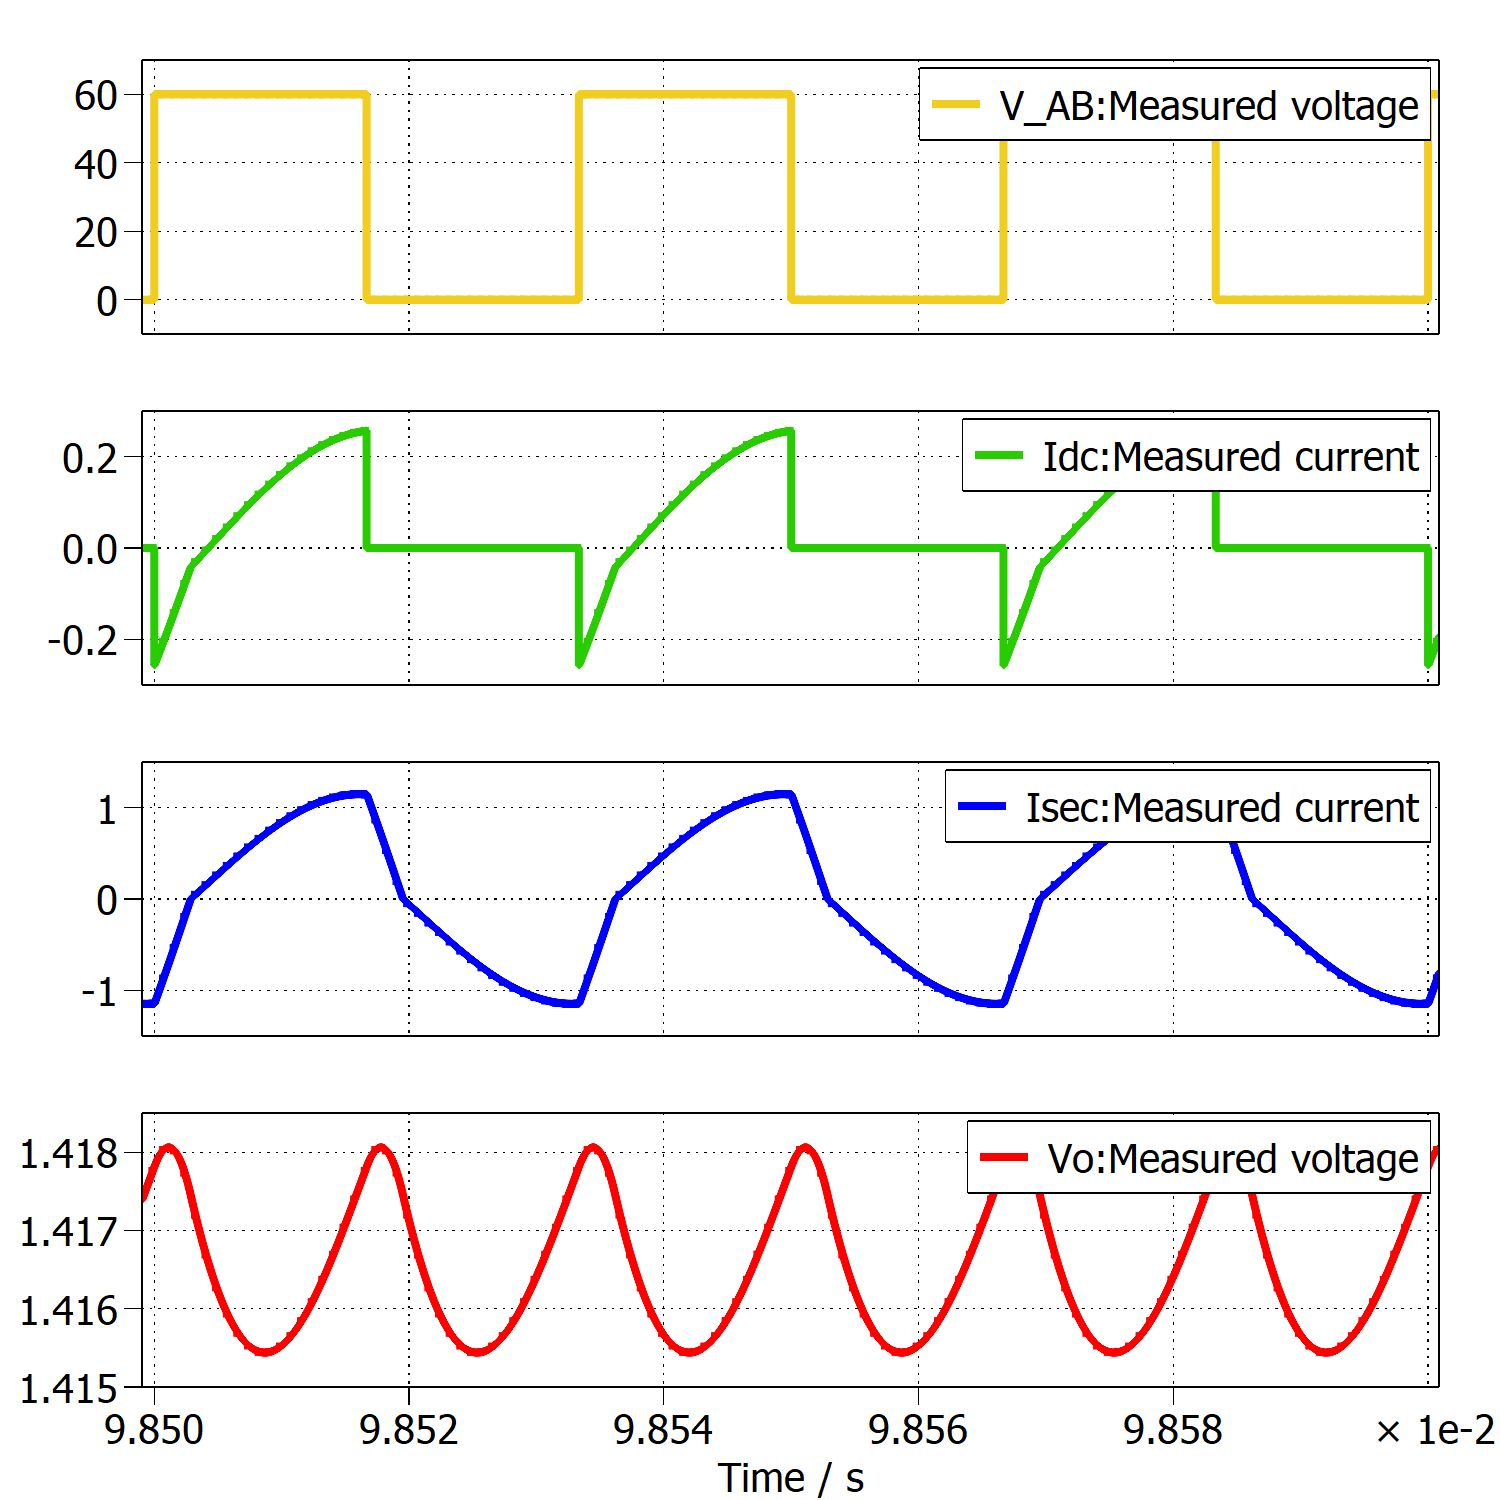 60
40
20
0
V_AB:Measured voltage
0.2
0.0
-0.2
Idc:Measured current
1
0
-1
Isec:Measured current
1.418
1.417
1.416
1.415
Vo:Measured voltage
9.850 9.852 9.854 9.856 9.858 × 1e-2
Time / s